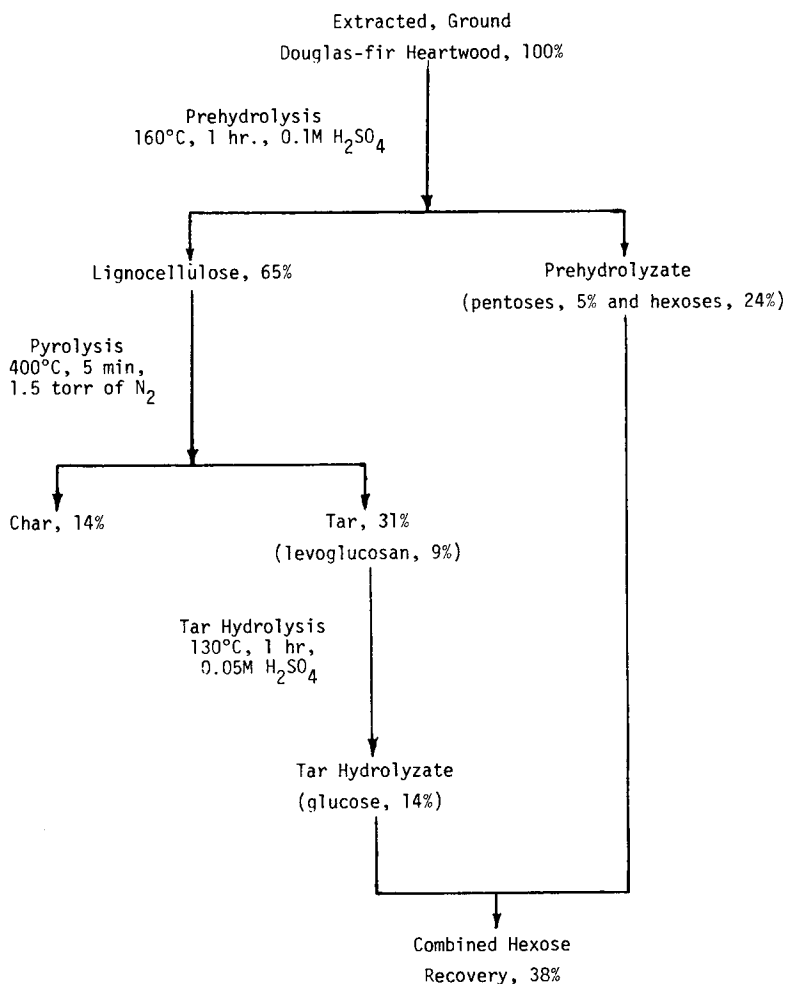 Extracted, Ground
Douglas-fir Heartwood, 100%
Prehydrolysis
160°C, 1 hr., 0.1M H₂SO₄
Lignocellulose, 65%
Prehydrolyzate
(pentoses, 5% and hexoses, 24%)
Pyrolysis
400°C, 5 min,
1.5 torr of N₂
Char, 14%
Tar, 31%
(levoglucosan, 9%)
Tar Hydrolysis
130°C, 1 hr,
0.05M H₂SO₄
Tar Hydrolyzate
(glucose, 14%)
Combined Hexose
Recovery, 38%